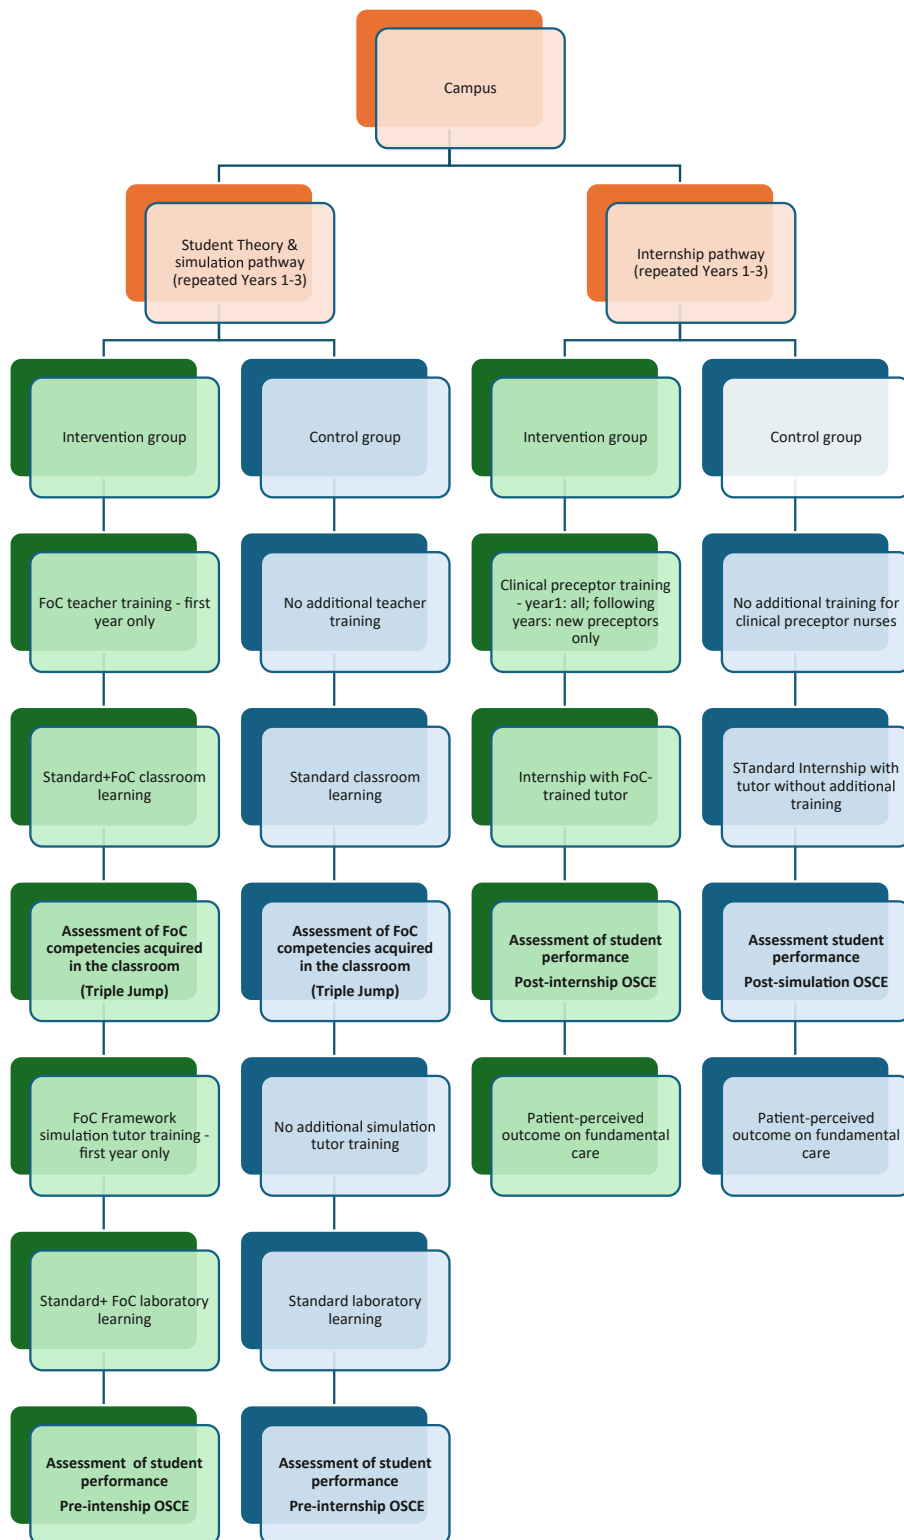 Campus
Student Theory &
simulation pathway
(repeated Years 1-3)
Internship pathway
(repeated Years 1-3)
Intervention group
Control group
Intervention group
Control group
FoC teacher training - first
year only
No additional teacher
training
Clinical preceptor training
- year1: all; following
years: new preceptors
only
No additional training for
clinical preceptor nurses
Standard+FoC classroom
learning
Standard classroom
learning
Internship with FoC-
trained tutor
STandard Internship with
tutor without additional
training
Assessment of FoC
competencies acquired
in the classroom
(Triple Jump)
Assessment of FoC
competencies acquired
in the classroom
(Triple Jump)
Assessment of student
performance
Post-internship OSCE
Assessment student
performance
Post-simulation OSCE
FoC Framework
simulation tutor training -
first year only
No additional simulation
tutor training
Patient-perceived
outcome on fundamental
care
Patient-perceived
outcome on fundamental
care
Standard+ FoC laboratory
learning
Standard laboratory
learning
Assessment of student
performance
Pre-intenship OSCE
Assessment of student
performance
Pre-internship OSCE